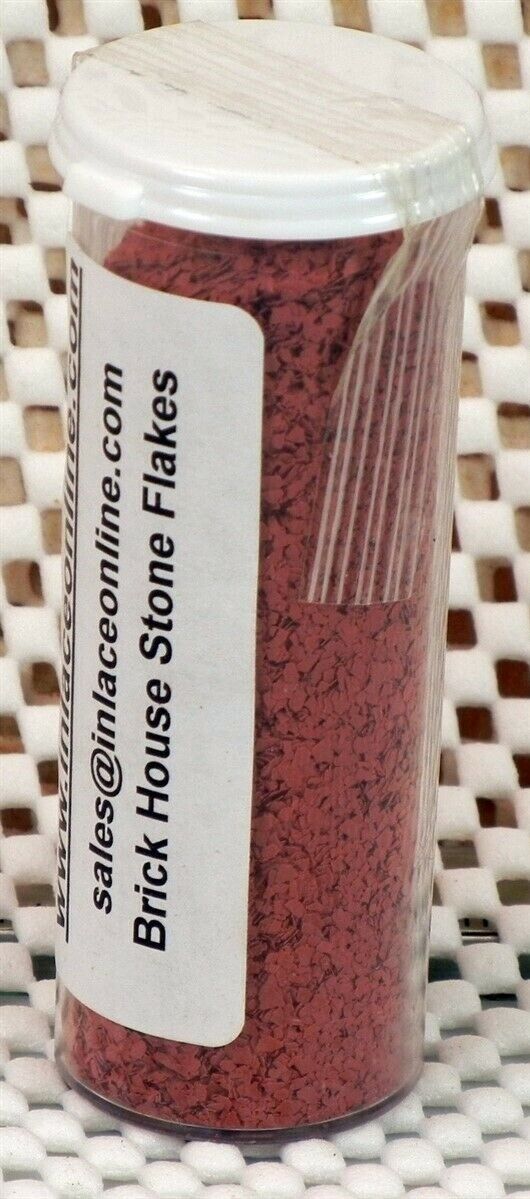 www.inlaceonline.com
sales@inlaceonline.com
Brick House Stone Flakes